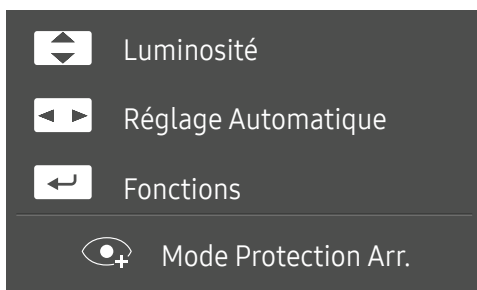 Luminosité
Réglage Automatique
Fonctions
Mode Protection Arr.